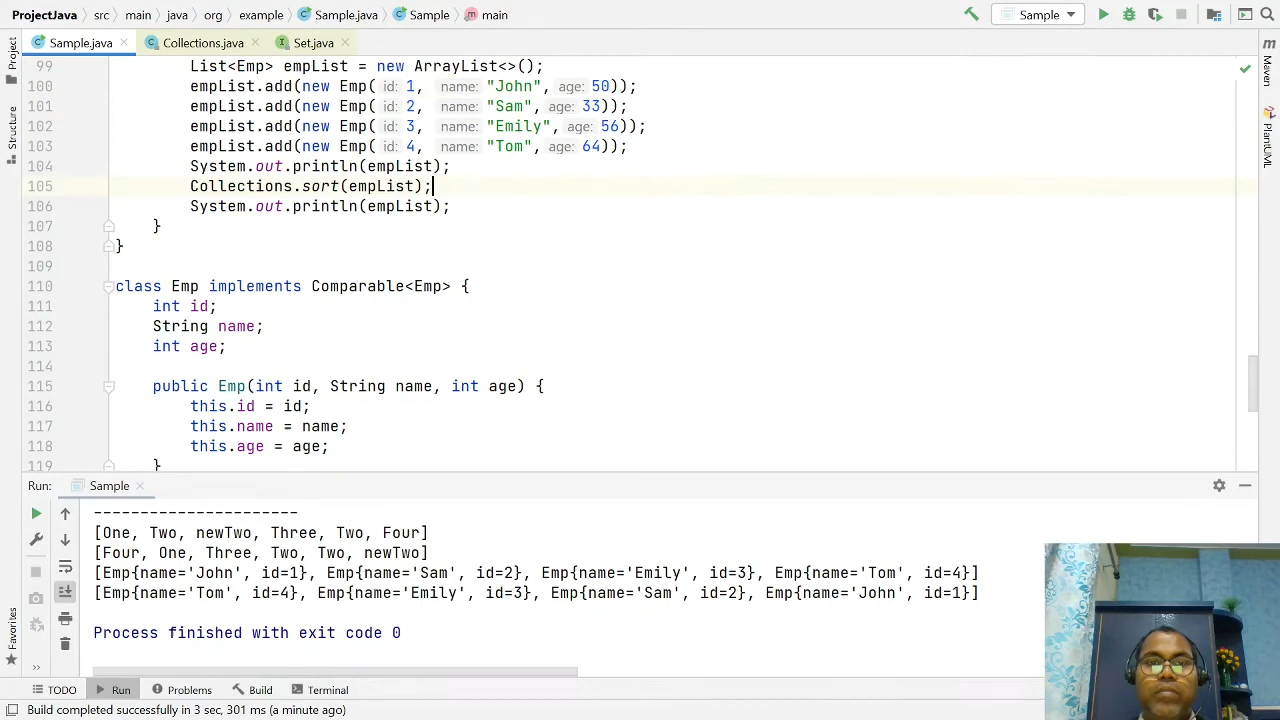 ProjectJava src main java org example Sample.java Sample main Sample
Sample.java Collections.java Set.java
Project
Structure
Favorites
Maven
PlantUML
99 List<Emp> empList = new ArrayList<>();
100 empList.add(new Emp( id: 1, name: "John", age: 50));
101 empList.add(new Emp( id: 2, name: "Sam", age: 33));
102 empList.add(new Emp( id: 3, name: "Emily", age: 56));
103 empList.add(new Emp( id: 4, name: "Tom", age: 64));
104 System.out.println(empList);
105 Collections.sort(empList);
106 System.out.println(empList);
107 }
108 }
109
110 class Emp implements Comparable<Emp> {
111 int id;
112 String name;
113 int age;
114
115 public Emp(int id, String name, int age) {
116 this.id = id;
117 this.name = name;
118 this.age = age;
119 }
Run: Sample
----------------------
[One, Two, newTwo, Three, Two, Four]
[Four, One, Three, Two, Two, newTwo]
[Emp{name='John', id=1}, Emp{name='Sam', id=2}, Emp{name='Emily', id=3}, Emp{name='Tom', id=4}]
[Emp{name='Tom', id=4}, Emp{name='Emily', id=3}, Emp{name='Sam', id=2}, Emp{name='John', id=1}]
Process finished with exit code 0
TODO Run Problems Build Terminal
Build completed successfully in 3 sec, 301 ms (a minute ago)